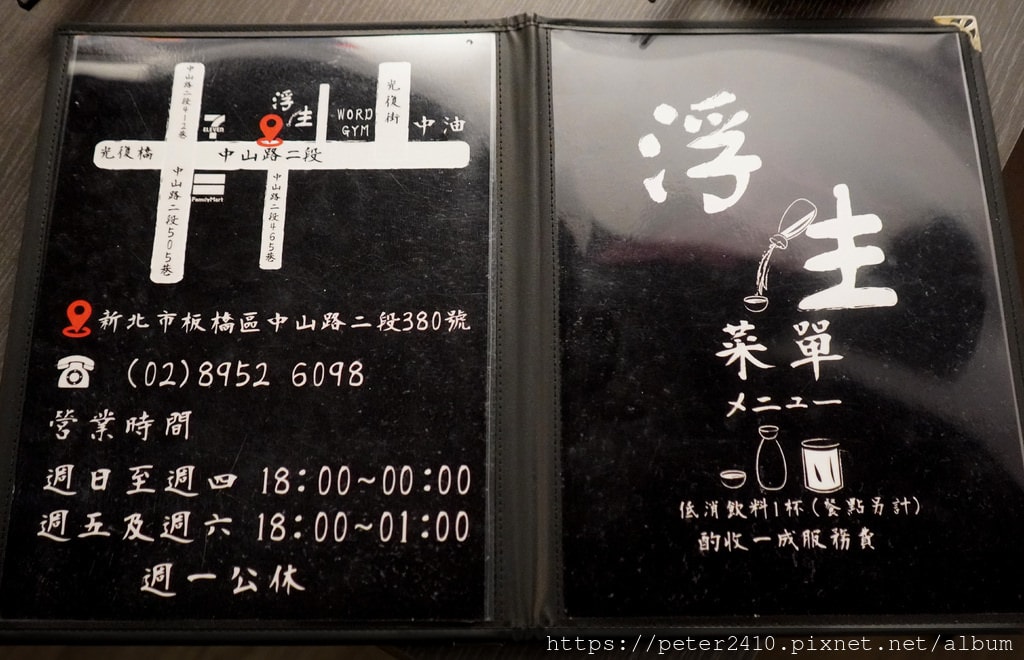 中山路二段412巷
7
ELEVEN
浮生
WORD
GYM
光復街
中油
光復橋
中山路二段
FamilyMart
中山路二段505巷
中山路二段465巷
新北市板橋區中山路二段380號
(02)8952 6098
營業時間
週日至週四 18:00~00:00
週五及週六 18:00~01:00
週一公休
浮
生
菜單
メニュー
低消飲料1杯(餐點另計)
酌收一成服務費
https://peter2410.pixnet.net/album